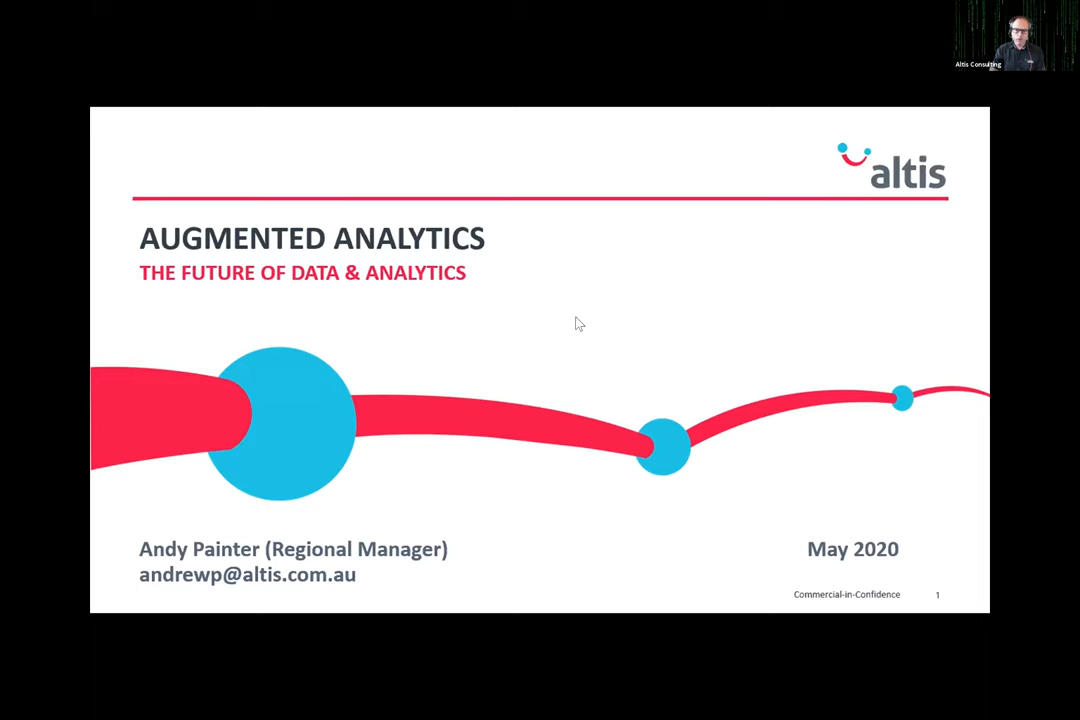 Altis Consulting
altis
AUGMENTED ANALYTICS
THE FUTURE OF DATA & ANALYTICS
Andy Painter (Regional Manager)
May 2020
andrewp@altis.com.au
Commercial-in-Confidence 1